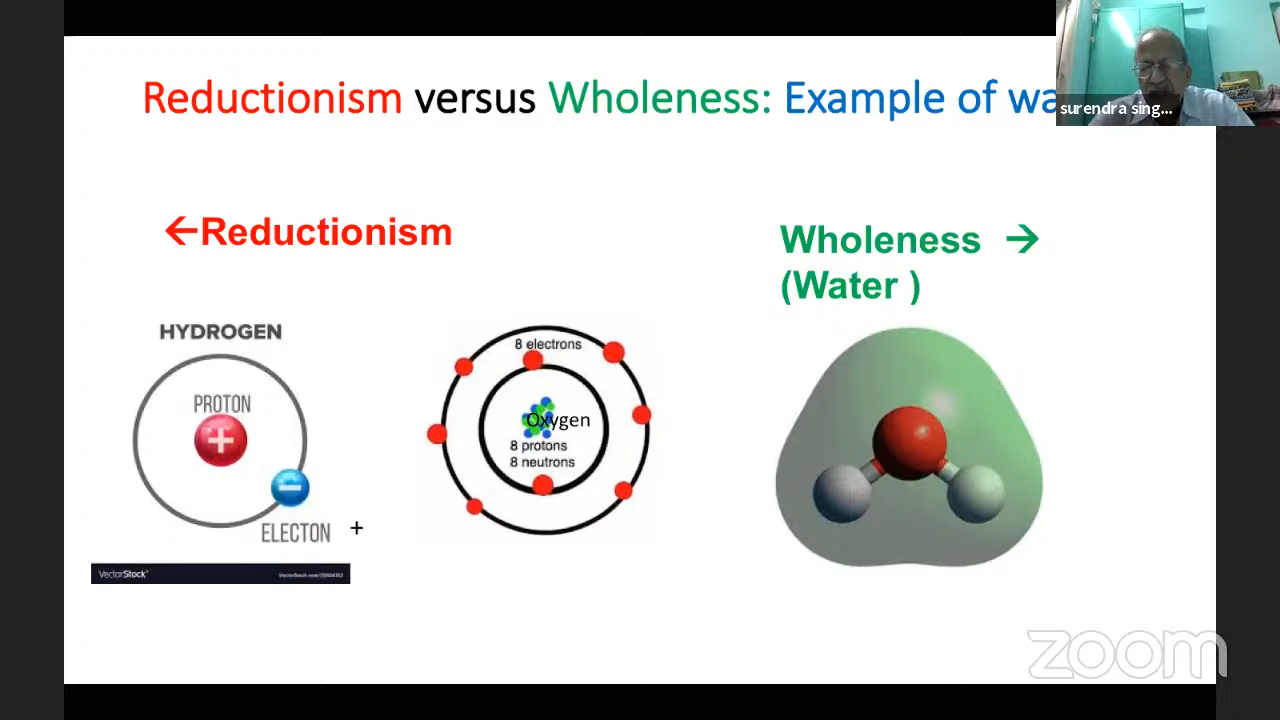 Reductionism versus Wholeness: Example of wa
surendra sing...
←Reductionism
Wholeness →
(Water )
HYDROGEN
PROTON
ELECTON
+
8 electrons
Oxygen
8 protons
8 neutrons
VectorStock
zoom